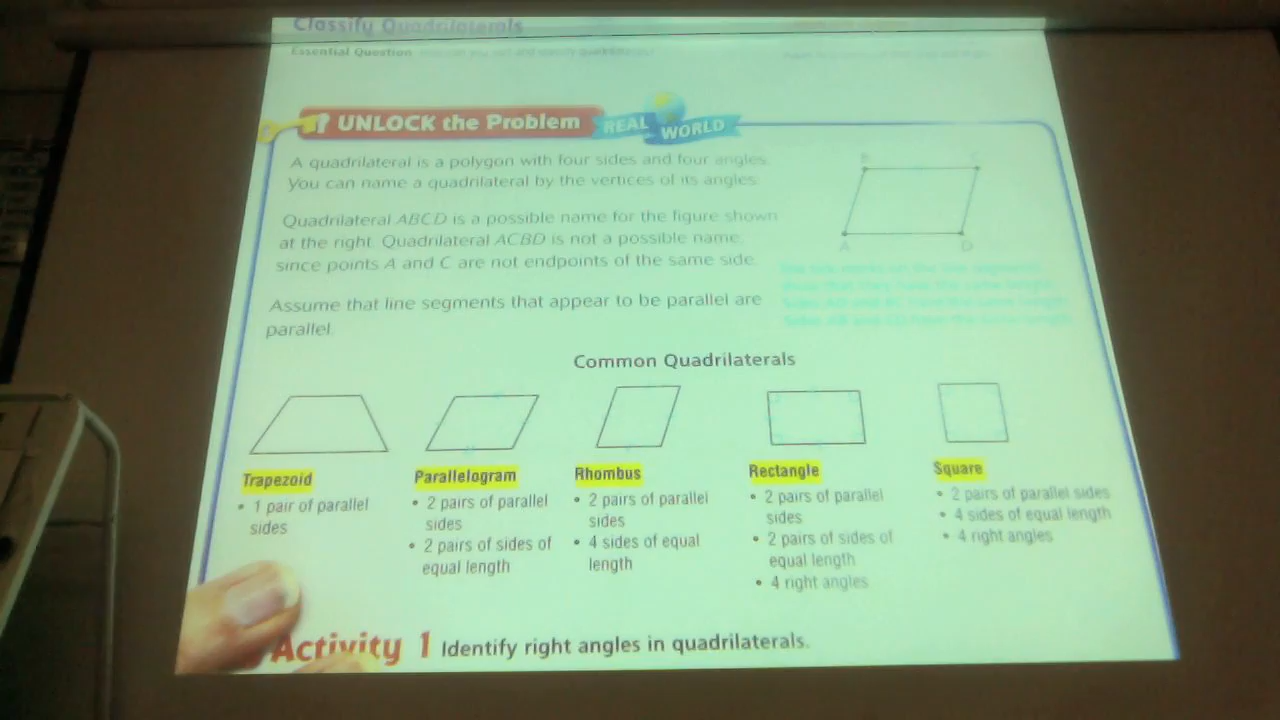 Classify Quadrilaterals
Essential Question
UNLOCK the Problem REAL WORLD
A quadrilateral is a polygon with four sides and four angles.
You can name a quadrilateral by the vertices of its angles.
Quadrilateral ABCD is a possible name for the figure shown
at the right. Quadrilateral ACBD is not a possible name,
since points A and C are not endpoints of the same side.
Assume that line segments that appear to be parallel are
parallel.
B C
A D
Common Quadrilaterals
Trapezoid
• 1 pair of parallel
sides
Parallelogram
• 2 pairs of parallel
sides
• 2 pairs of sides of
equal length
Rhombus
• 2 pairs of parallel
sides
• 4 sides of equal
length
Rectangle
• 2 pairs of parallel
sides
• 2 pairs of sides of
equal length
• 4 right angles
Square
• 2 pairs of parallel sides
• 4 sides of equal length
• 4 right angles
Activity 1 Identify right angles in quadrilaterals.